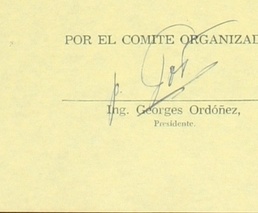 POR EL COMITE ORGANIZAD
Ing. Georges Ordóñez,
Presidente.